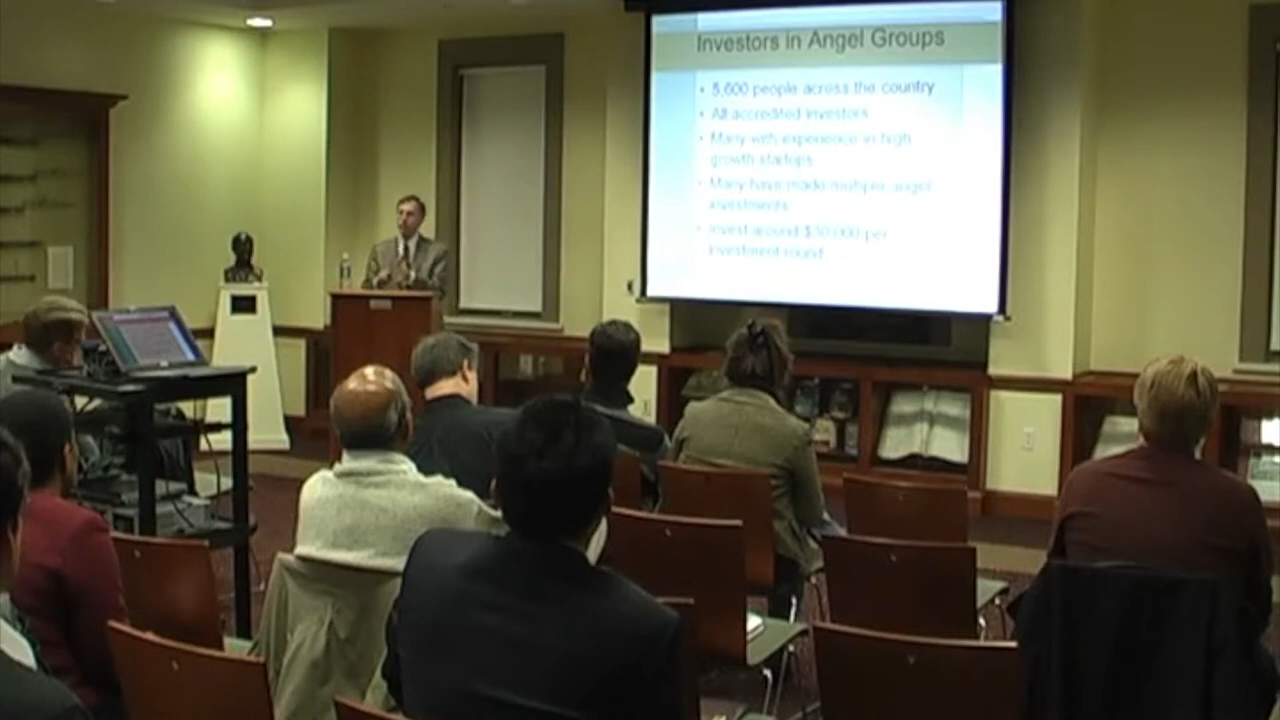 Investors in Angel Groups
• 5,600 people across the country
• All accredited investors
• Many with experience in high
growth startups
• Many have made multiple angel
investments
• Invest around $30,000 per
investment round